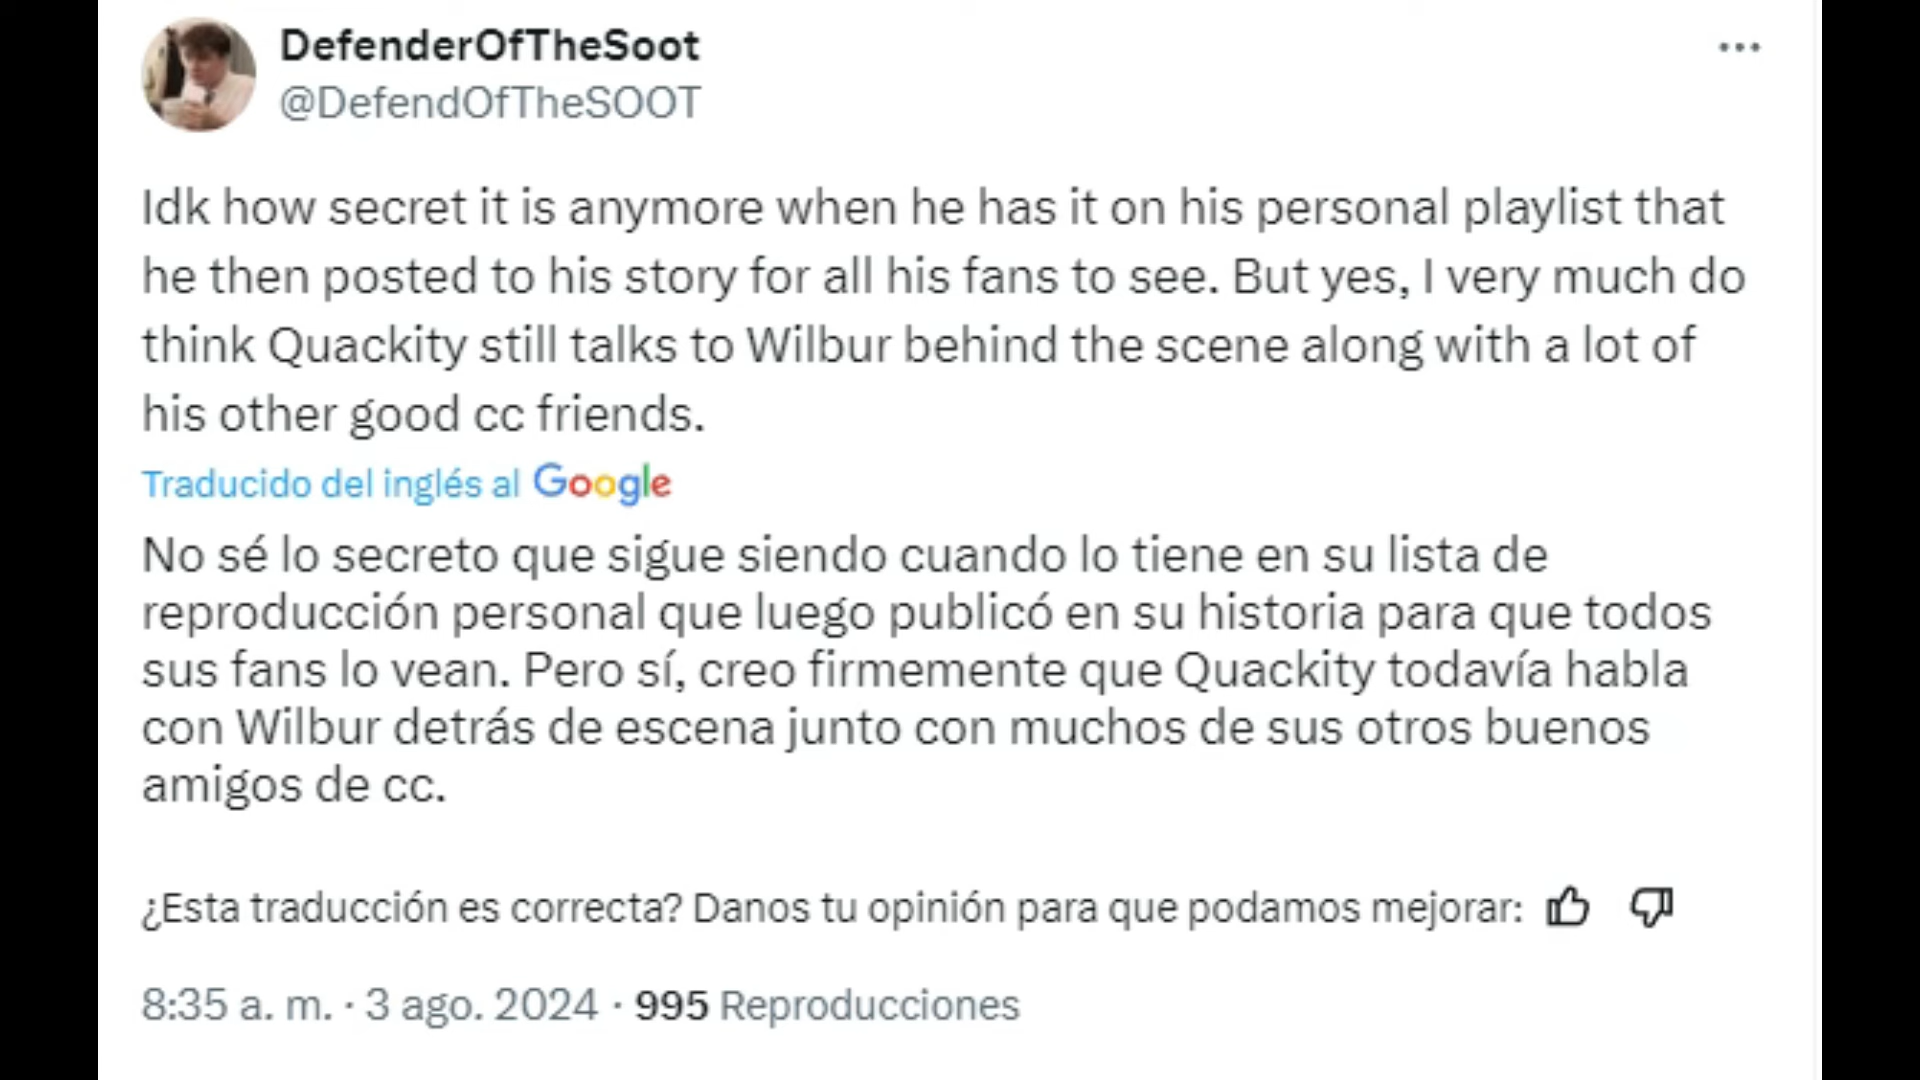 DefenderOfTheSoot
@DefendOfTheSOOT
Idk how secret it is anymore when he has it on his personal playlist that
he then posted to his story for all his fans to see. But yes, I very much do
think Quackity still talks to Wilbur behind the scene along with a lot of
his other good cc friends.
Traducido del inglés al Google
No sé lo secreto que sigue siendo cuando lo tiene en su lista de
reproducción personal que luego publicó en su historia para que todos
sus fans lo vean. Pero sí, creo firmemente que Quackity todavía habla
con Wilbur detrás de escena junto con muchos de sus otros buenos
amigos de cc.
¿Esta traducción es correcta? Danos tu opinión para que podamos mejorar:
8:35 a. m. · 3 ago. 2024 · 995 Reproducciones